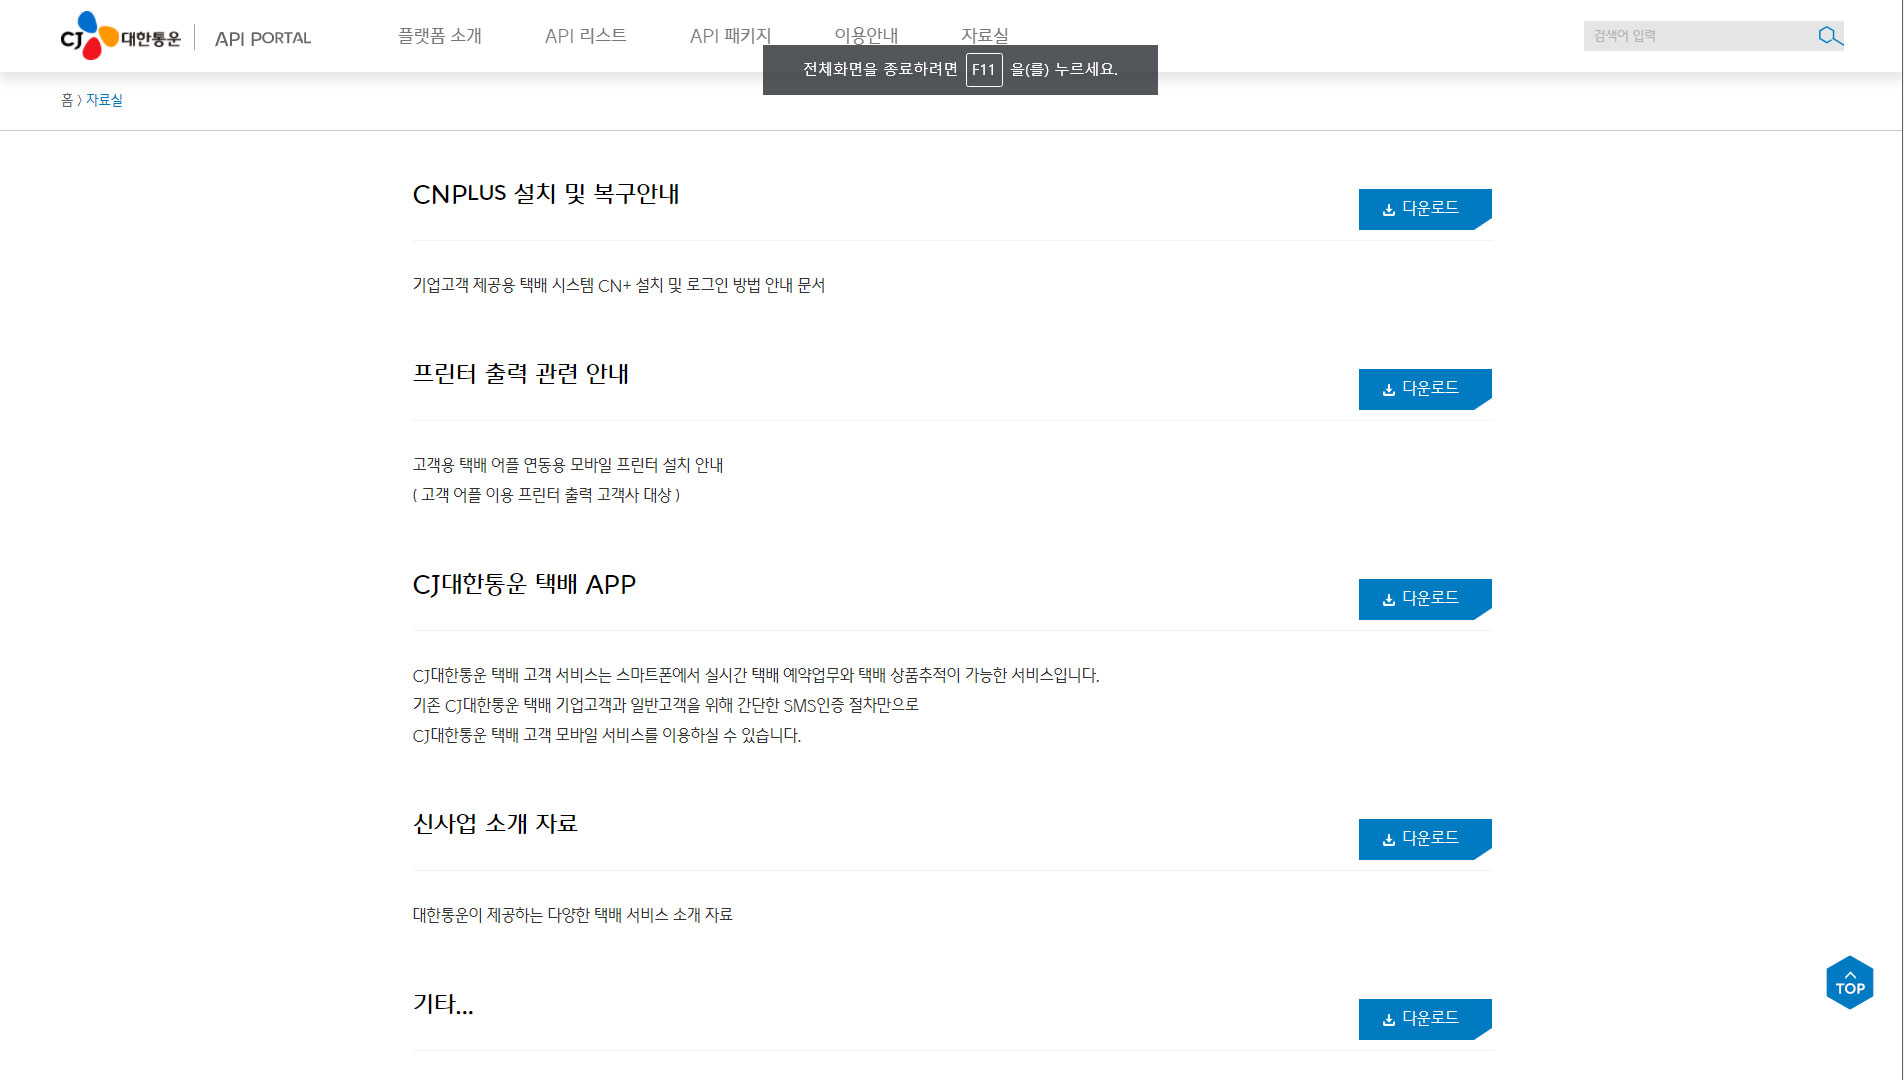 CJ대한통운 API PORTAL 플랫폼 소개 API 리스트 API 패키지 이용안내 자료실 검색어 입력
전체화면을 종료하려면 F11 을(를) 누르세요.
홈 > 자료실
CNPLUS 설치 및 복구안내 다운로드
기업고객 제공용 택배 시스템 CN+ 설치 및 로그인 방법 안내 문서
프린터 출력 관련 안내 다운로드
고객용 택배 어플 연동용 모바일 프린터 설치 안내
( 고객 어플 이용 프린터 출력 고객사 대상 )
CJ대한통운 택배 APP 다운로드
CJ대한통운 택배 고객 서비스는 스마트폰에서 실시간 택배 예약업무와 택배 상품추적이 가능한 서비스입니다.
기존 CJ대한통운 택배 기업고객과 일반고객을 위해 간단한 SMS인증 절차만으로
CJ대한통운 택배 고객 모바일 서비스를 이용하실 수 있습니다.
신사업 소개 자료 다운로드
대한통운이 제공하는 다양한 택배 서비스 소개 자료
TOP
기타... 다운로드